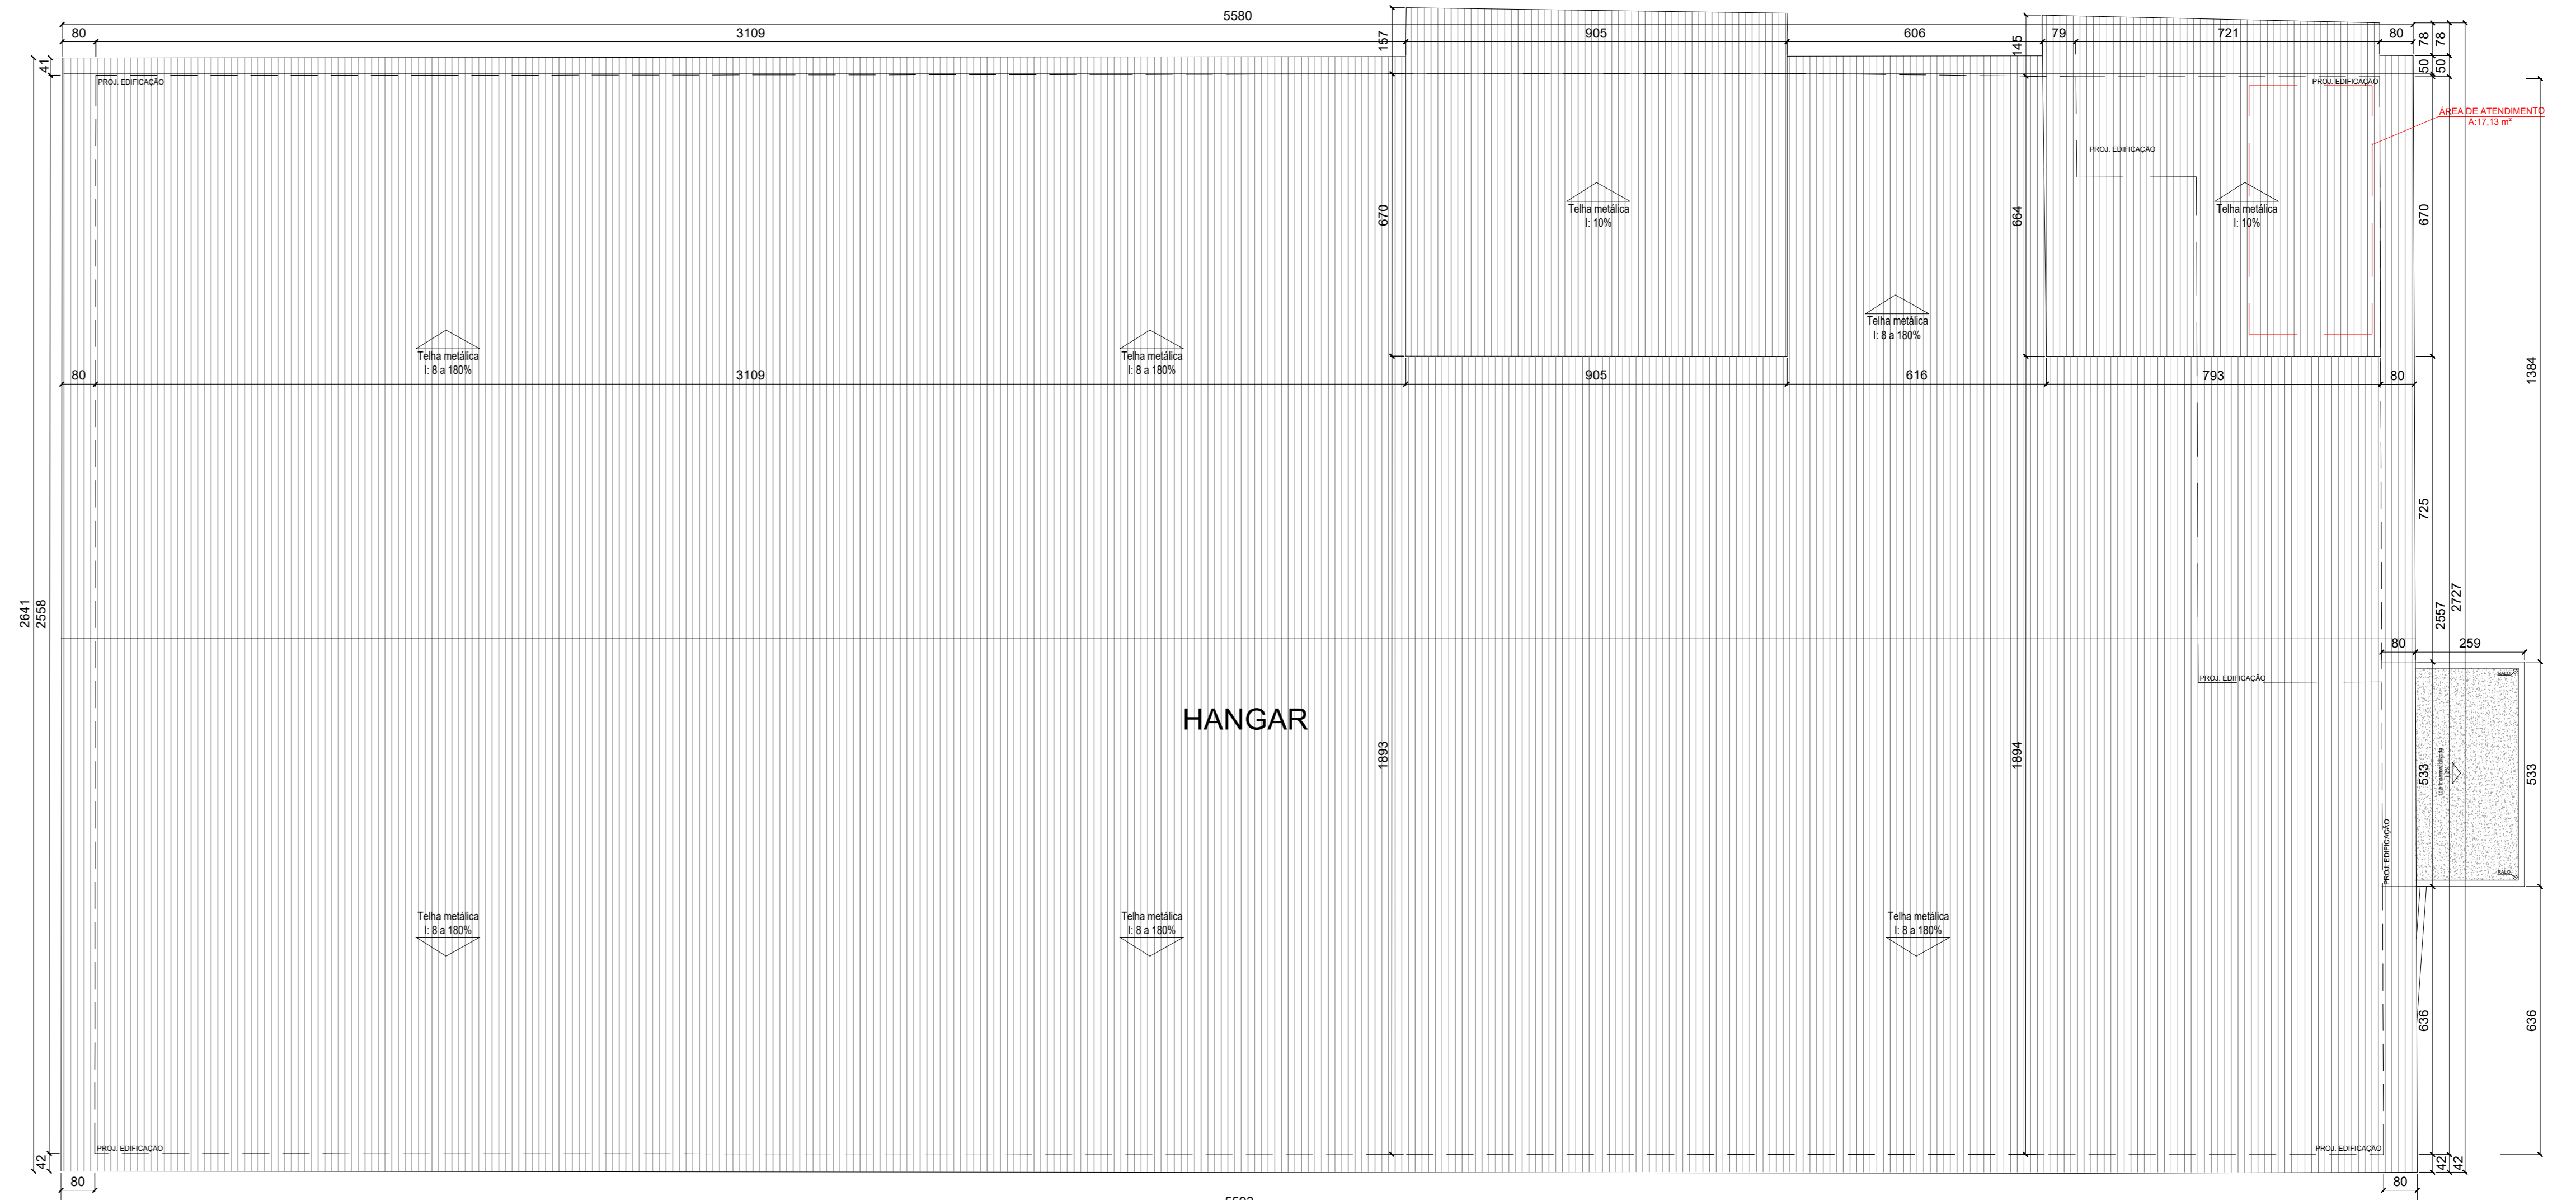 5580
80
3109
157
905
606
145
79
721
80
78
78
41
50
50
PROJ. EDIFICAÇÃO
PROJ. EDIFICAÇÃO
ÁREA DE ATENDIMENTO
A:17,13 m²
PROJ. EDIFICAÇÃO
670
Telha metálica
I: 10%
664
Telha metálica
I: 10%
670
Telha metálica
I: 8 a 180%
Telha metálica
I: 8 a 180%
Telha metálica
I: 8 a 180%
1384
80
3109
905
616
793
80
725
2641
2558
2557
2727
80
259
PROJ. EDIFICAÇÃO
RALO
HANGAR
1893
1894
533
Laje Impermeabilizada
533
PROJ. EDIFICAÇÃO
RALO
Telha metálica
I: 8 a 180%
Telha metálica
I: 8 a 180%
Telha metálica
I: 8 a 180%
636
636
PROJ. EDIFICAÇÃO
PROJ. EDIFICAÇÃO
42
42
42
80
80